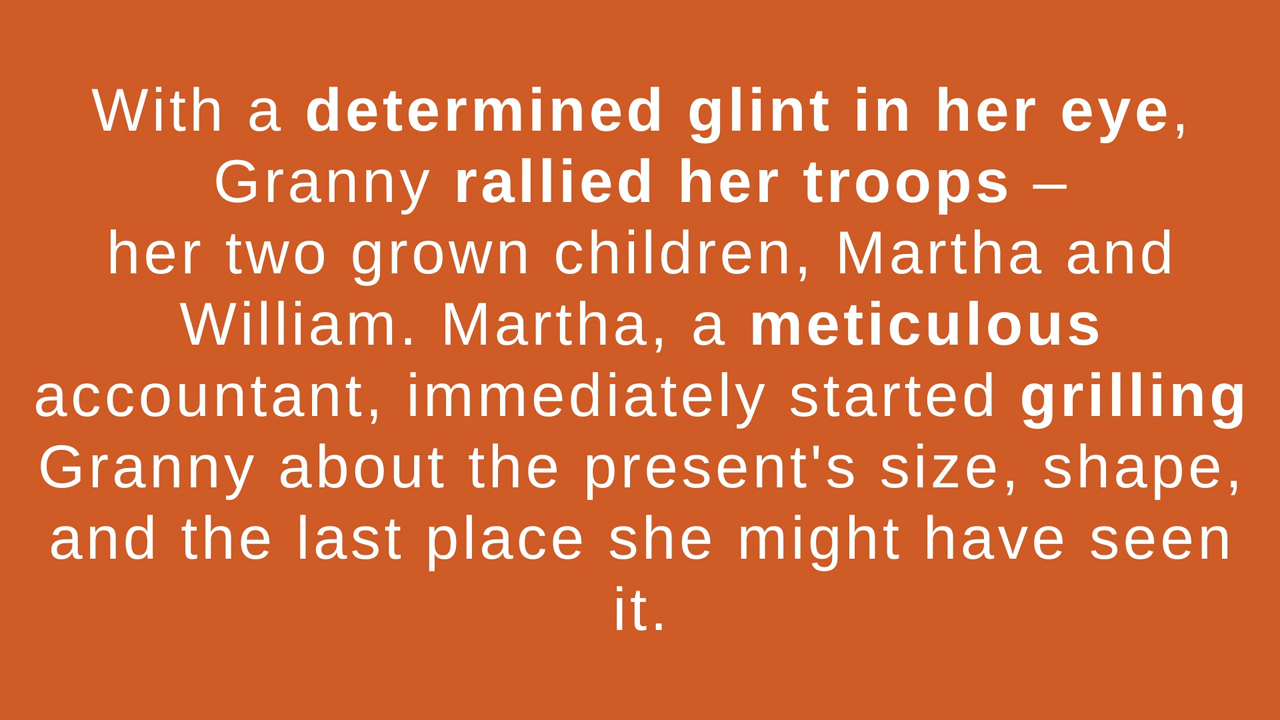 With a determined glint in her eye,
Granny rallied her troops –
her two grown children, Martha and
William. Martha, a meticulous
accountant, immediately started grilling
Granny about the present's size, shape,
and the last place she might have seen
it.